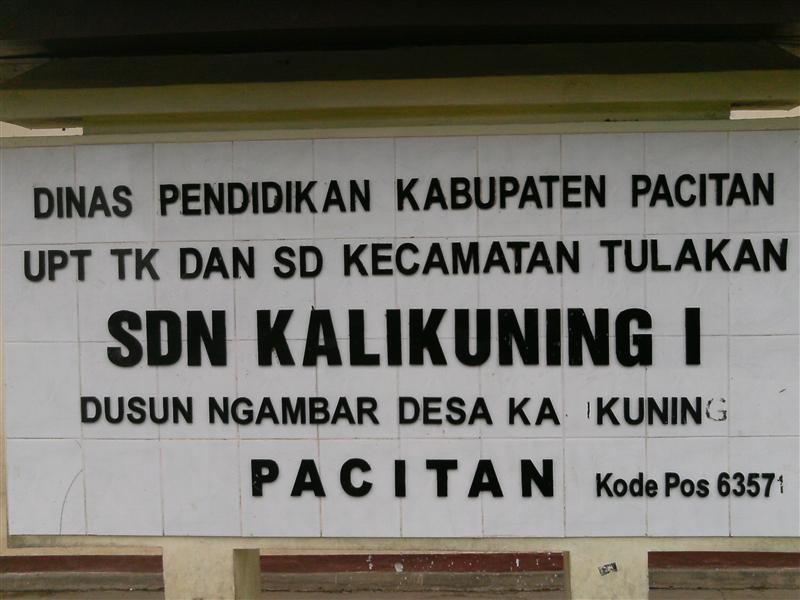 DINAS PENDIDIKAN KABUPATEN PACITAN
UPT TK DAN SD KECAMATAN TULAKAN
SDN KALIKUNING I
DUSUN NGAMBAR DESA KA IKUNING
PACITAN
Kode Pos 63571